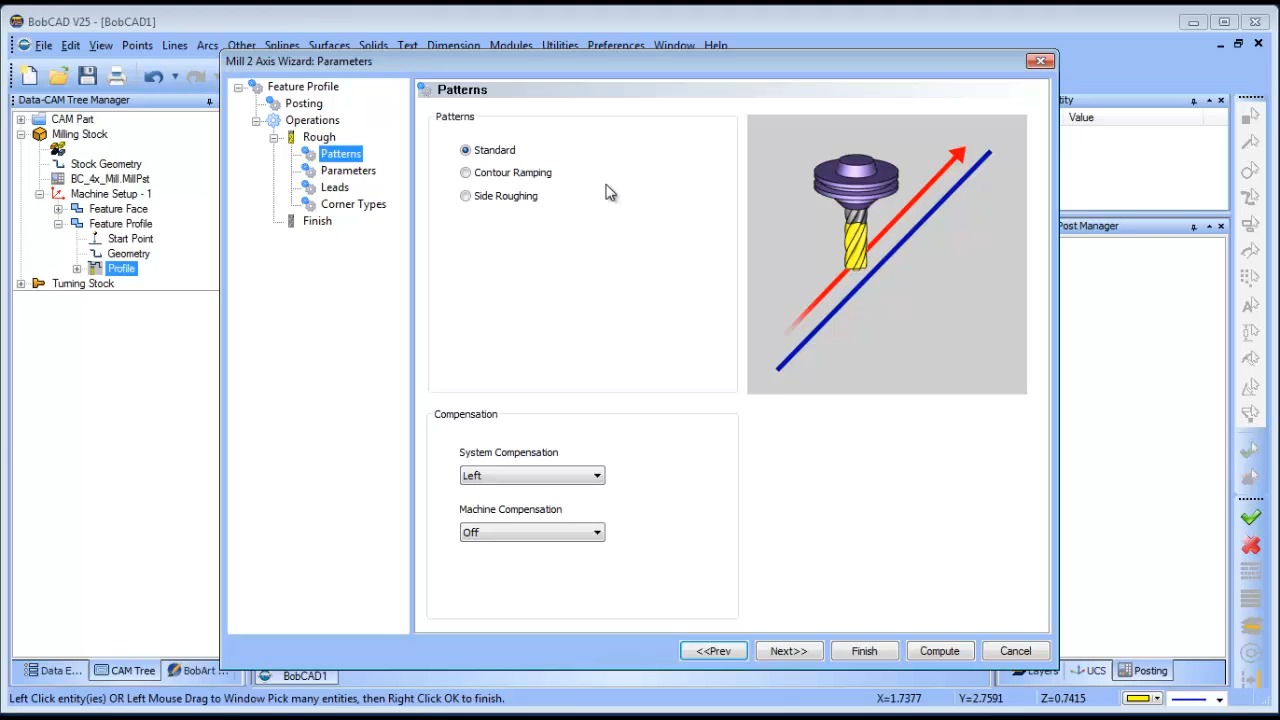 BobCAD V25 - [BobCAD1]
File Edit View Points Lines Arcs Other Splines Surfaces Solids Text Dimension Modules Utilities Preferences Window Help
Mill 2 Axis Wizard: Parameters
Data-CAM Tree Manager
CAM Part
Milling Stock
Stock Geometry
BC_4x_Mill.MillPst
Machine Setup - 1
Feature Face
Feature Profile
Start Point
Geometry
Profile
Turning Stock
Feature Profile
Posting
Operations
Rough
Patterns
Parameters
Leads
Corner Types
Finish
Patterns
Patterns
Standard
Contour Ramping
Side Roughing
Compensation
System Compensation
Left
Machine Compensation
Off
<<Prev Next>> Finish Compute Cancel
Value
Post Manager
Data E... CAM Tree BobArt ... BobCAD1 Layers UCS Posting
Left Click entity(ies) OR Left Mouse Drag to Window Pick many entities, then Right Click OK to finish. X=1.7377 Y=2.7591 Z=0.7415